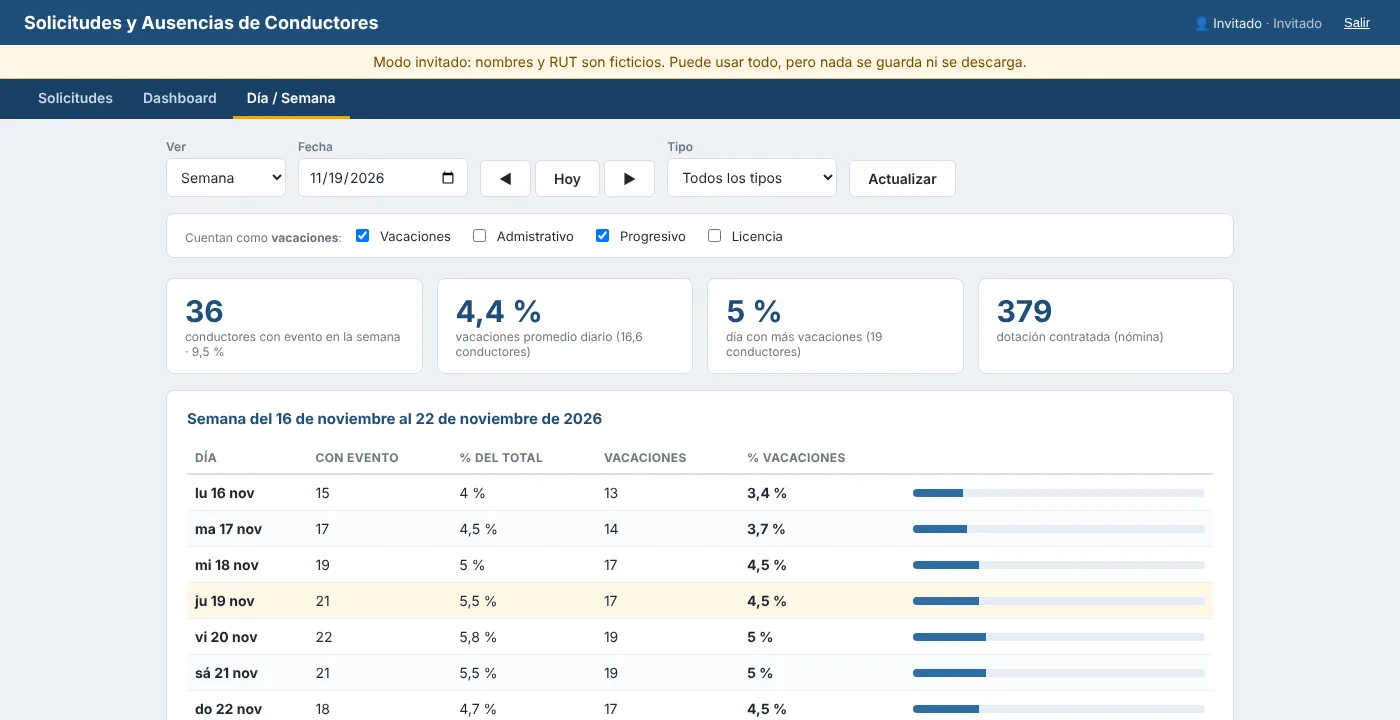 Solicitudes y Ausencias de Conductores
Invitado · Invitado
Salir
Modo invitado: nombres y RUT son ficticios. Puede usar todo, pero nada se guarda ni se descarga.
Solicitudes
Dashboard
Día / Semana
Ver
Fecha
Tipo
Semana
11/19/2026
◀
Hoy
▶
Todos los tipos
Actualizar
Cuentan como vacaciones:
Vacaciones
Admistrativo
Progresivo
Licencia
36
conductores con evento en la semana
· 9,5 %
4,4 %
vacaciones promedio diario (16,6
conductores)
5 %
día con más vacaciones (19
conductores)
379
dotación contratada (nómina)
Semana del 16 de noviembre al 22 de noviembre de 2026
DÍA CON EVENTO % DEL TOTAL VACACIONES % VACACIONES
lu 16 nov 15 4 % 13 3,4 %
ma 17 nov 17 4,5 % 14 3,7 %
mi 18 nov 19 5 % 17 4,5 %
ju 19 nov 21 5,5 % 17 4,5 %
vi 20 nov 22 5,8 % 19 5 %
sá 21 nov 21 5,5 % 19 5 %
do 22 nov 18 4,7 % 17 4,5 %